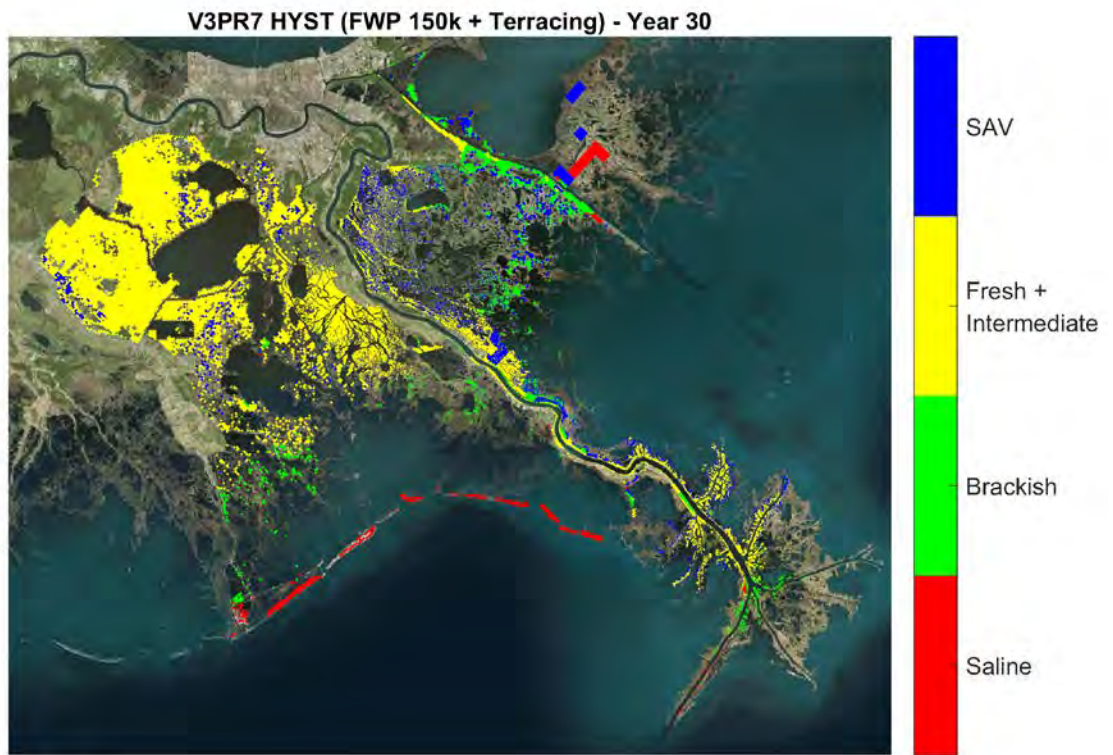 V3PR7 HYST (FWP 150k + Terracing) - Year 30
SAV
Fresh +
Intermediate
Brackish
Saline